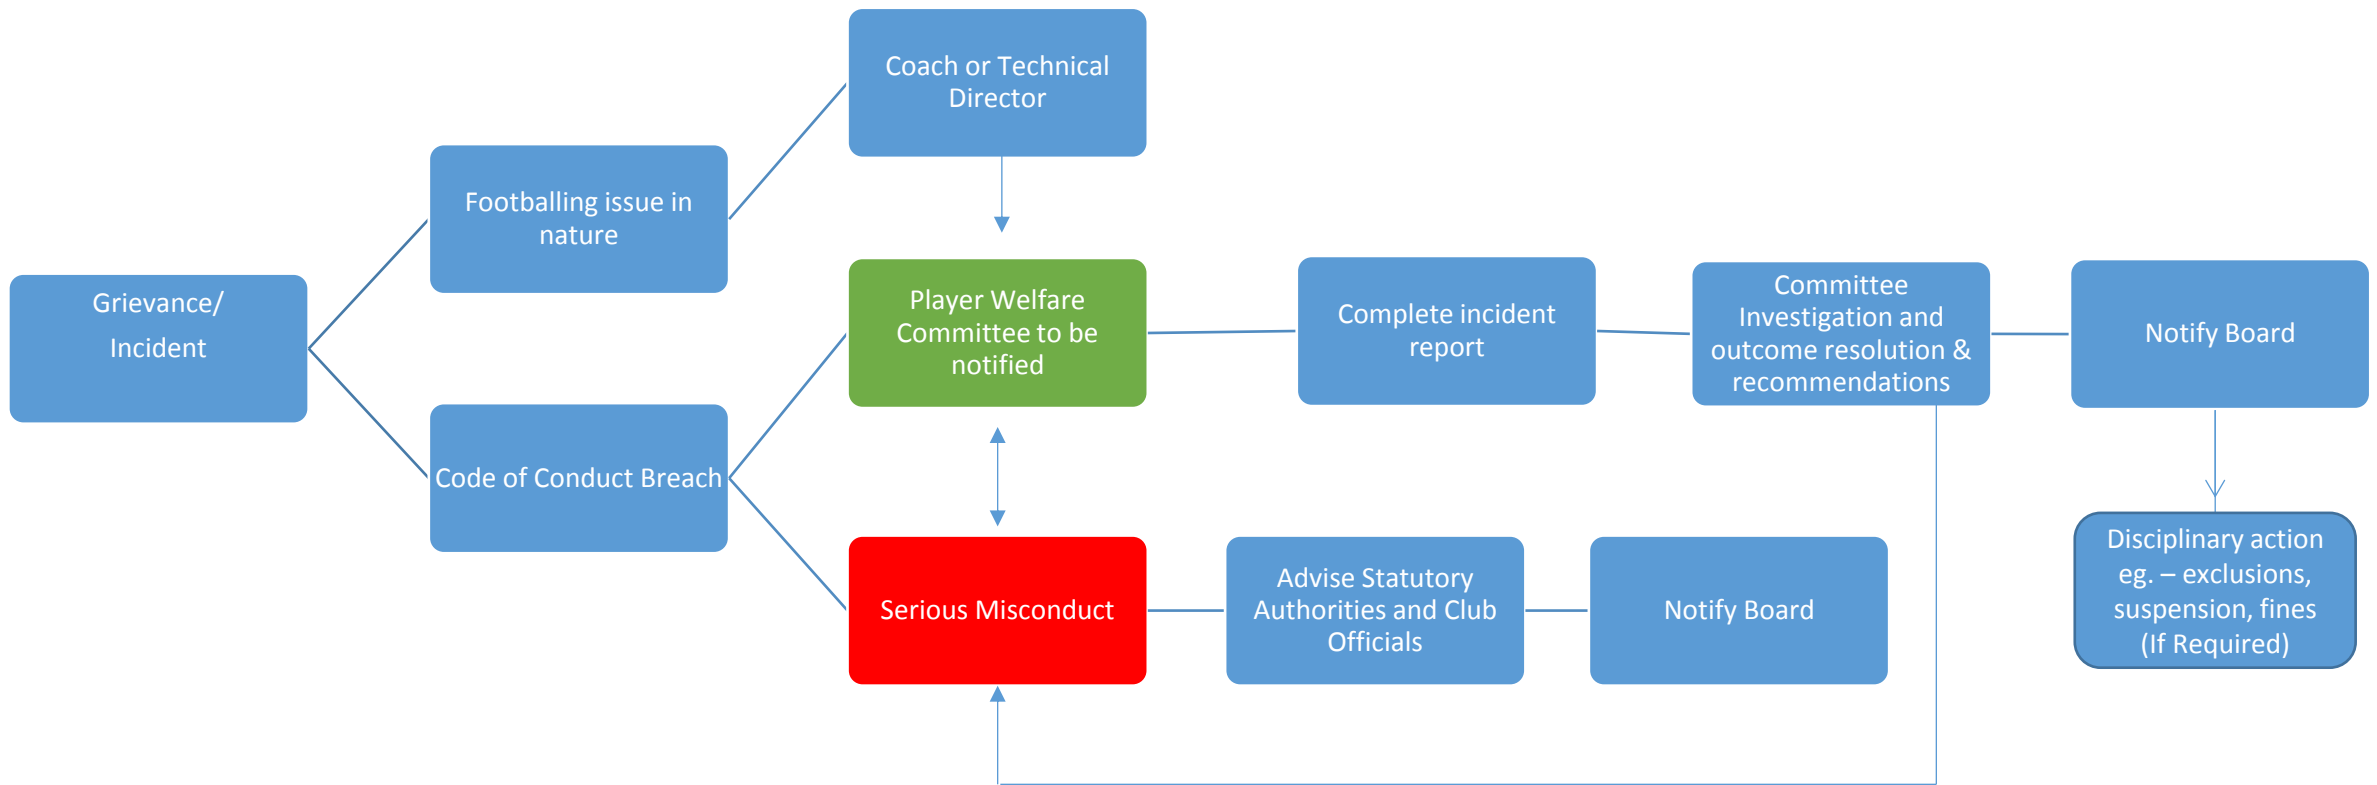 Coach or Technical
Director
Footballing issue in
nature
Grievance/
Incident
Player Welfare
Committee to be
notified
Complete incident
report
Committee
Investigation and
outcome resolution &
recommendations
Notify Board
Code of Conduct Breach
Serious Misconduct
Advise Statutory
Authorities and Club
Officials
Notify Board
Disciplinary action
eg. – exclusions,
suspension, fines
(If Required)